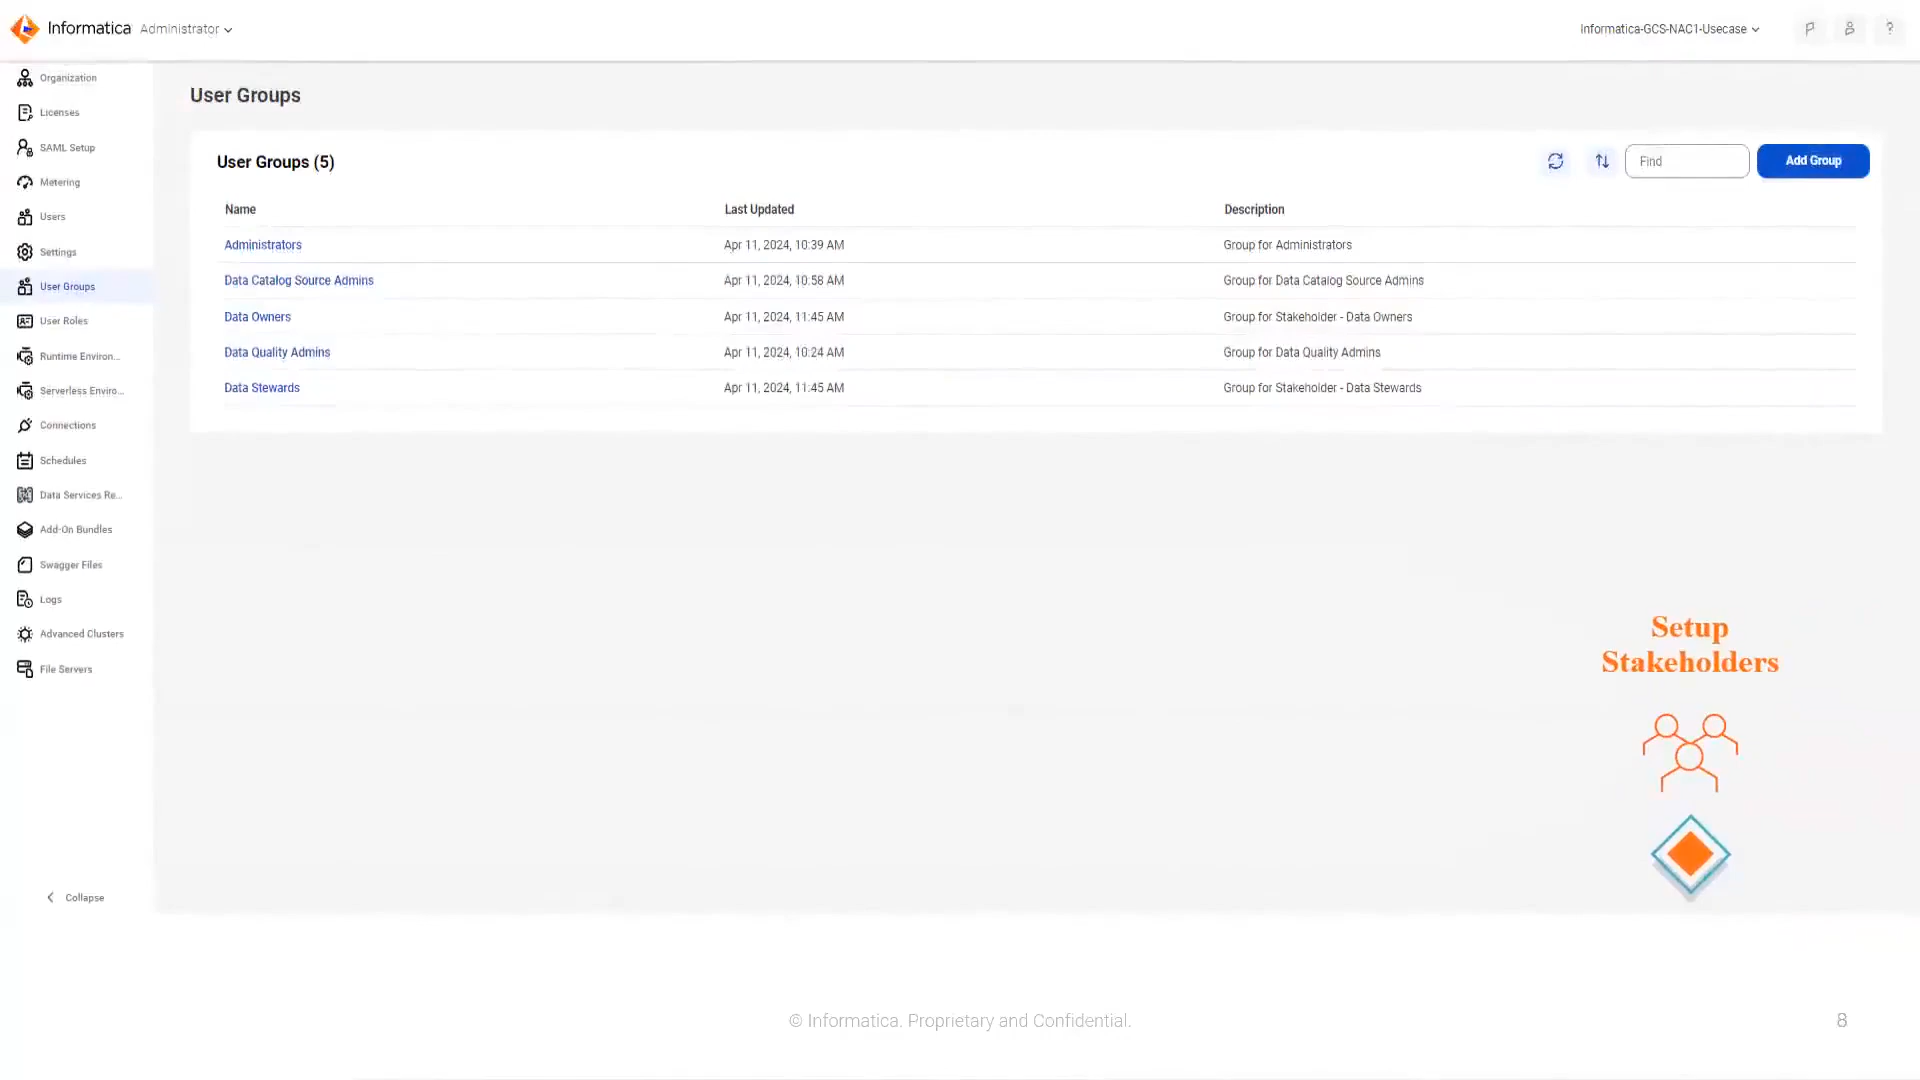 Informatica Administrator
Informatica-GCS-NAC1-Usecase
?
Organization
Licenses
SAML Setup
Metering
Users
Settings
User Groups
User Roles
Runtime Environ...
Serverless Enviro...
Connections
Schedules
Data Services Re...
Add-On Bundles
Swagger Files
Logs
Advanced Clusters
File Servers
Collapse
User Groups
User Groups (5)
Find
Add Group
Name Last Updated Description
Administrators Apr 11, 2024, 10:39 AM Group for Administrators
Data Catalog Source Admins Apr 11, 2024, 10:58 AM Group for Data Catalog Source Admins
Data Owners Apr 11, 2024, 11:45 AM Group for Stakeholder - Data Owners
Data Quality Admins Apr 11, 2024, 10:24 AM Group for Data Quality Admins
Data Stewards Apr 11, 2024, 11:45 AM Group for Stakeholder - Data Stewards
Setup
Stakeholders
© Informatica. Proprietary and Confidential.
8